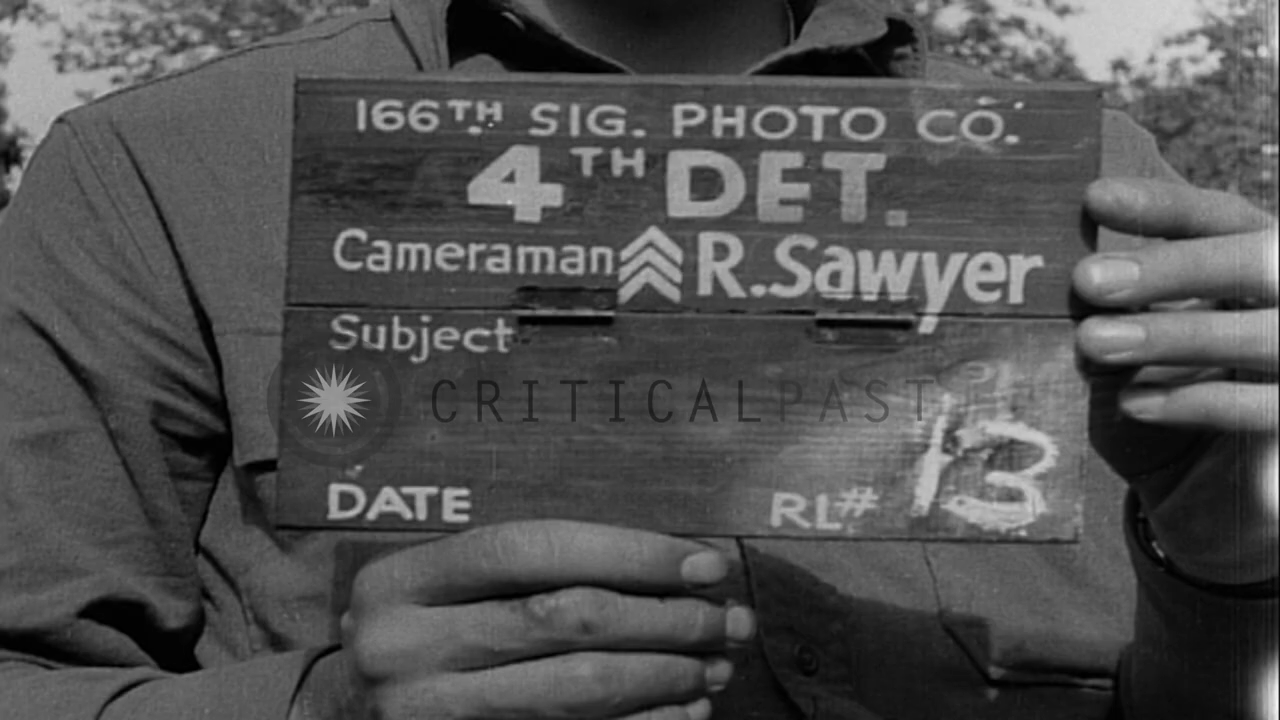 166TH SIG. PHOTO CO.
4TH DET.
Cameraman R. Sawyer
Subject
CRITICALPAST
13
DATE RL#